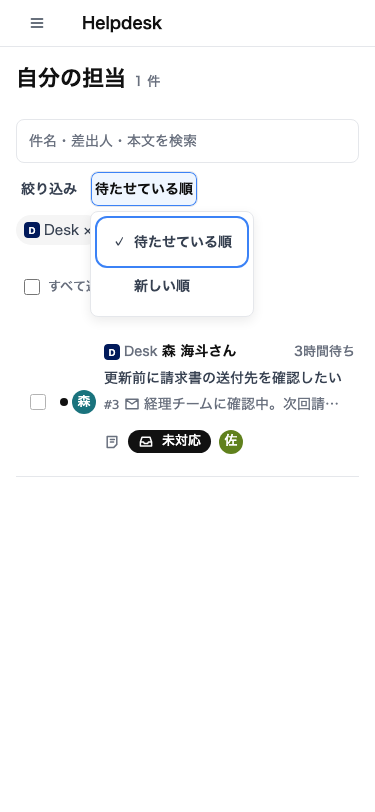 Helpdesk
自分の担当 1 件
件名・差出人・本文を検索
絞り込み 待たせている順
D Desk ×
✓ 待たせている順
すべて
新しい順
D Desk 森 海斗さん 3時間待ち
更新前に請求書の送付先を確認したい
森 #3 経理チームに確認中。次回請…
未対応 佐